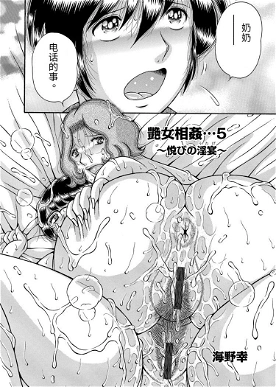 ——奶奶
电话的事。
艶女相姦…5
～悦びの淫宴～
海野幸